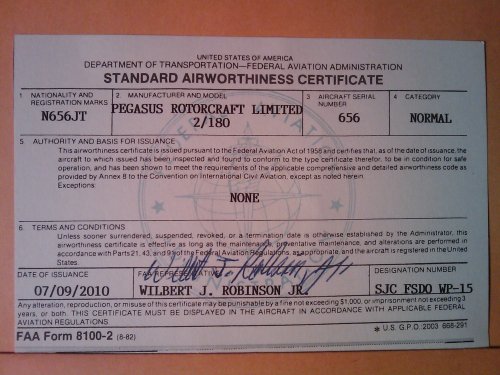 UNITED STATES OF AMERICA
DEPARTMENT OF TRANSPORTATION—FEDERAL AVIATION ADMINISTRATION
STANDARD AIRWORTHINESS CERTIFICATE
1 NATIONALITY AND REGISTRATION MARKS
N656JT
2 MANUFACTURER AND MODEL
PEGASUS ROTORCRAFT LIMITED
2/180
3 AIRCRAFT SERIAL NUMBER
656
4 CATEGORY
NORMAL
5 AUTHORITY AND BASIS FOR ISSUANCE
This airworthiness certificate is issued pursuant to the Federal Aviation Act of 1958 and certifies that, as of the date of issuance, the
aircraft to which issued has been inspected and found to conform to the type certificate therefor, to be in condition for safe
operation, and has been shown to meet the requirements of the applicable comprehensive and detailed airworthiness code as
provided by Annex 8 to the Convention on International Civil Aviation, except as noted herein.
Exceptions:
NONE
6 TERMS AND CONDITIONS
Unless sooner surrendered, suspended, revoked, or a termination date is otherwise established by the Administrator, this
airworthiness certificate is effective as long as the maintenance, preventative maintenance, and alterations are performed in
accordance with Parts 21, 43, and 91 of the Federal Aviation Regulations, as appropriate, and the aircraft is registered in the United
States.
DATE OF ISSUANCE
07/09/2010
FAA REPRESENTATIVE
WILBERT J. ROBINSON JR.
DESIGNATION NUMBER
SJC FSDO WP-15
Any alteration, reproduction, or misuse of this certificate may be punishable by a fine not exceeding $1,000, or imprisonment not exceeding 3
years, or both. THIS CERTIFICATE MUST BE DISPLAYED IN THE AIRCRAFT IN ACCORDANCE WITH APPLICABLE FEDERAL
AVIATION REGULATIONS
FAA Form 8100-2 (8-82)
* U.S. G.P.O. 2003 668-291